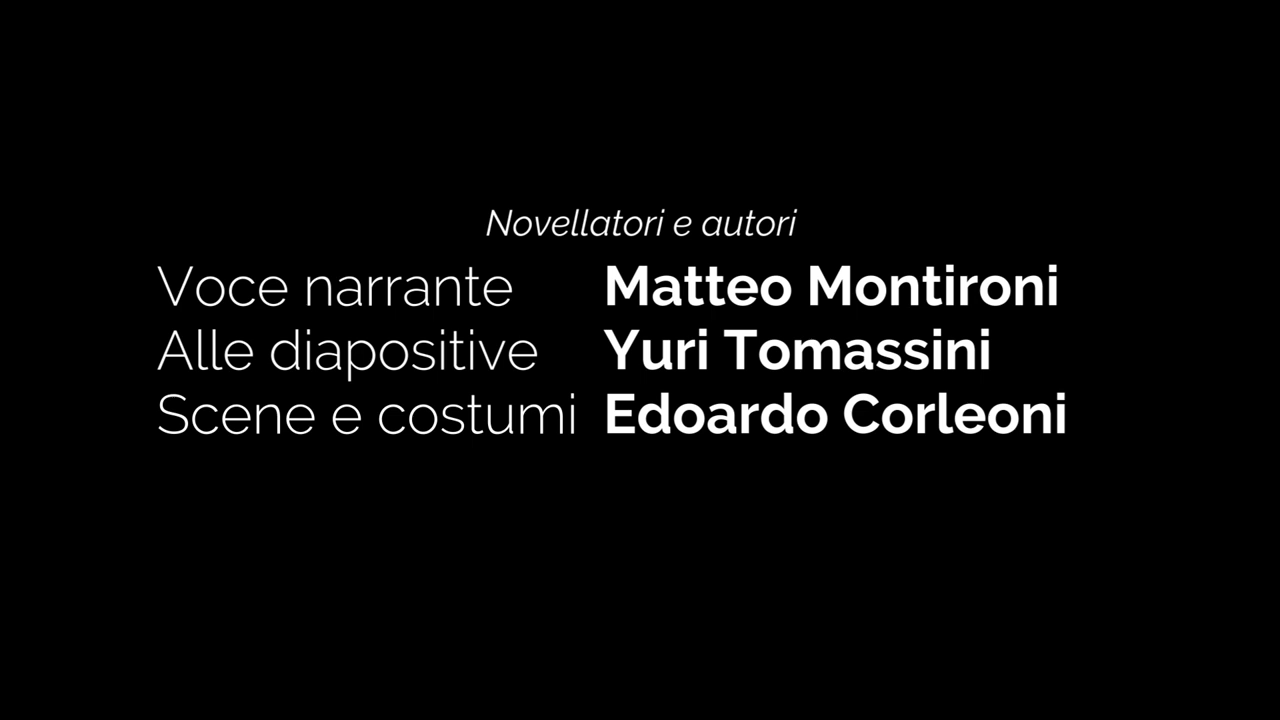 Novellatori e autori
Voce narrante Matteo Montironi
Alle diapositive Yuri Tomassini
Scene e costumi Edoardo Corleoni